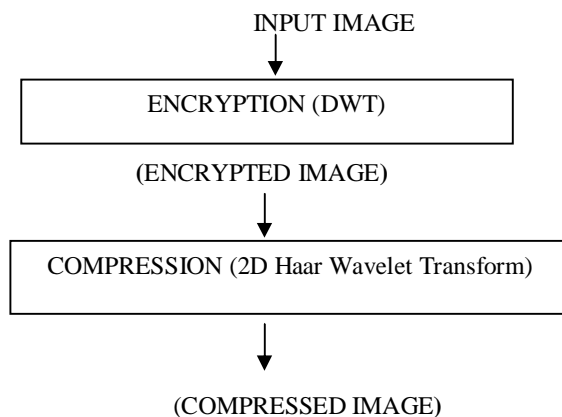 INPUT IMAGE
ENCRYPTION (DWT)
(ENCRYPTED IMAGE)
COMPRESSION (2D Haar Wavelet Transform)
(COMPRESSED IMAGE)